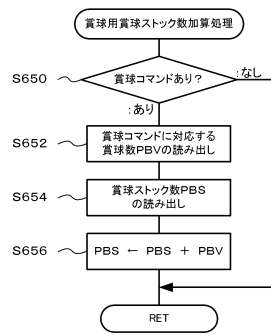 賞球用賞球ストック数加算処理
S650
賞球コマンドあり?
:なし
:あり
S652
賞球コマンドに対応する
賞球数PBVの読み出し
S654
賞球ストック数PBS
の読み出し
S656
PBS ← PBS + PBV
RET